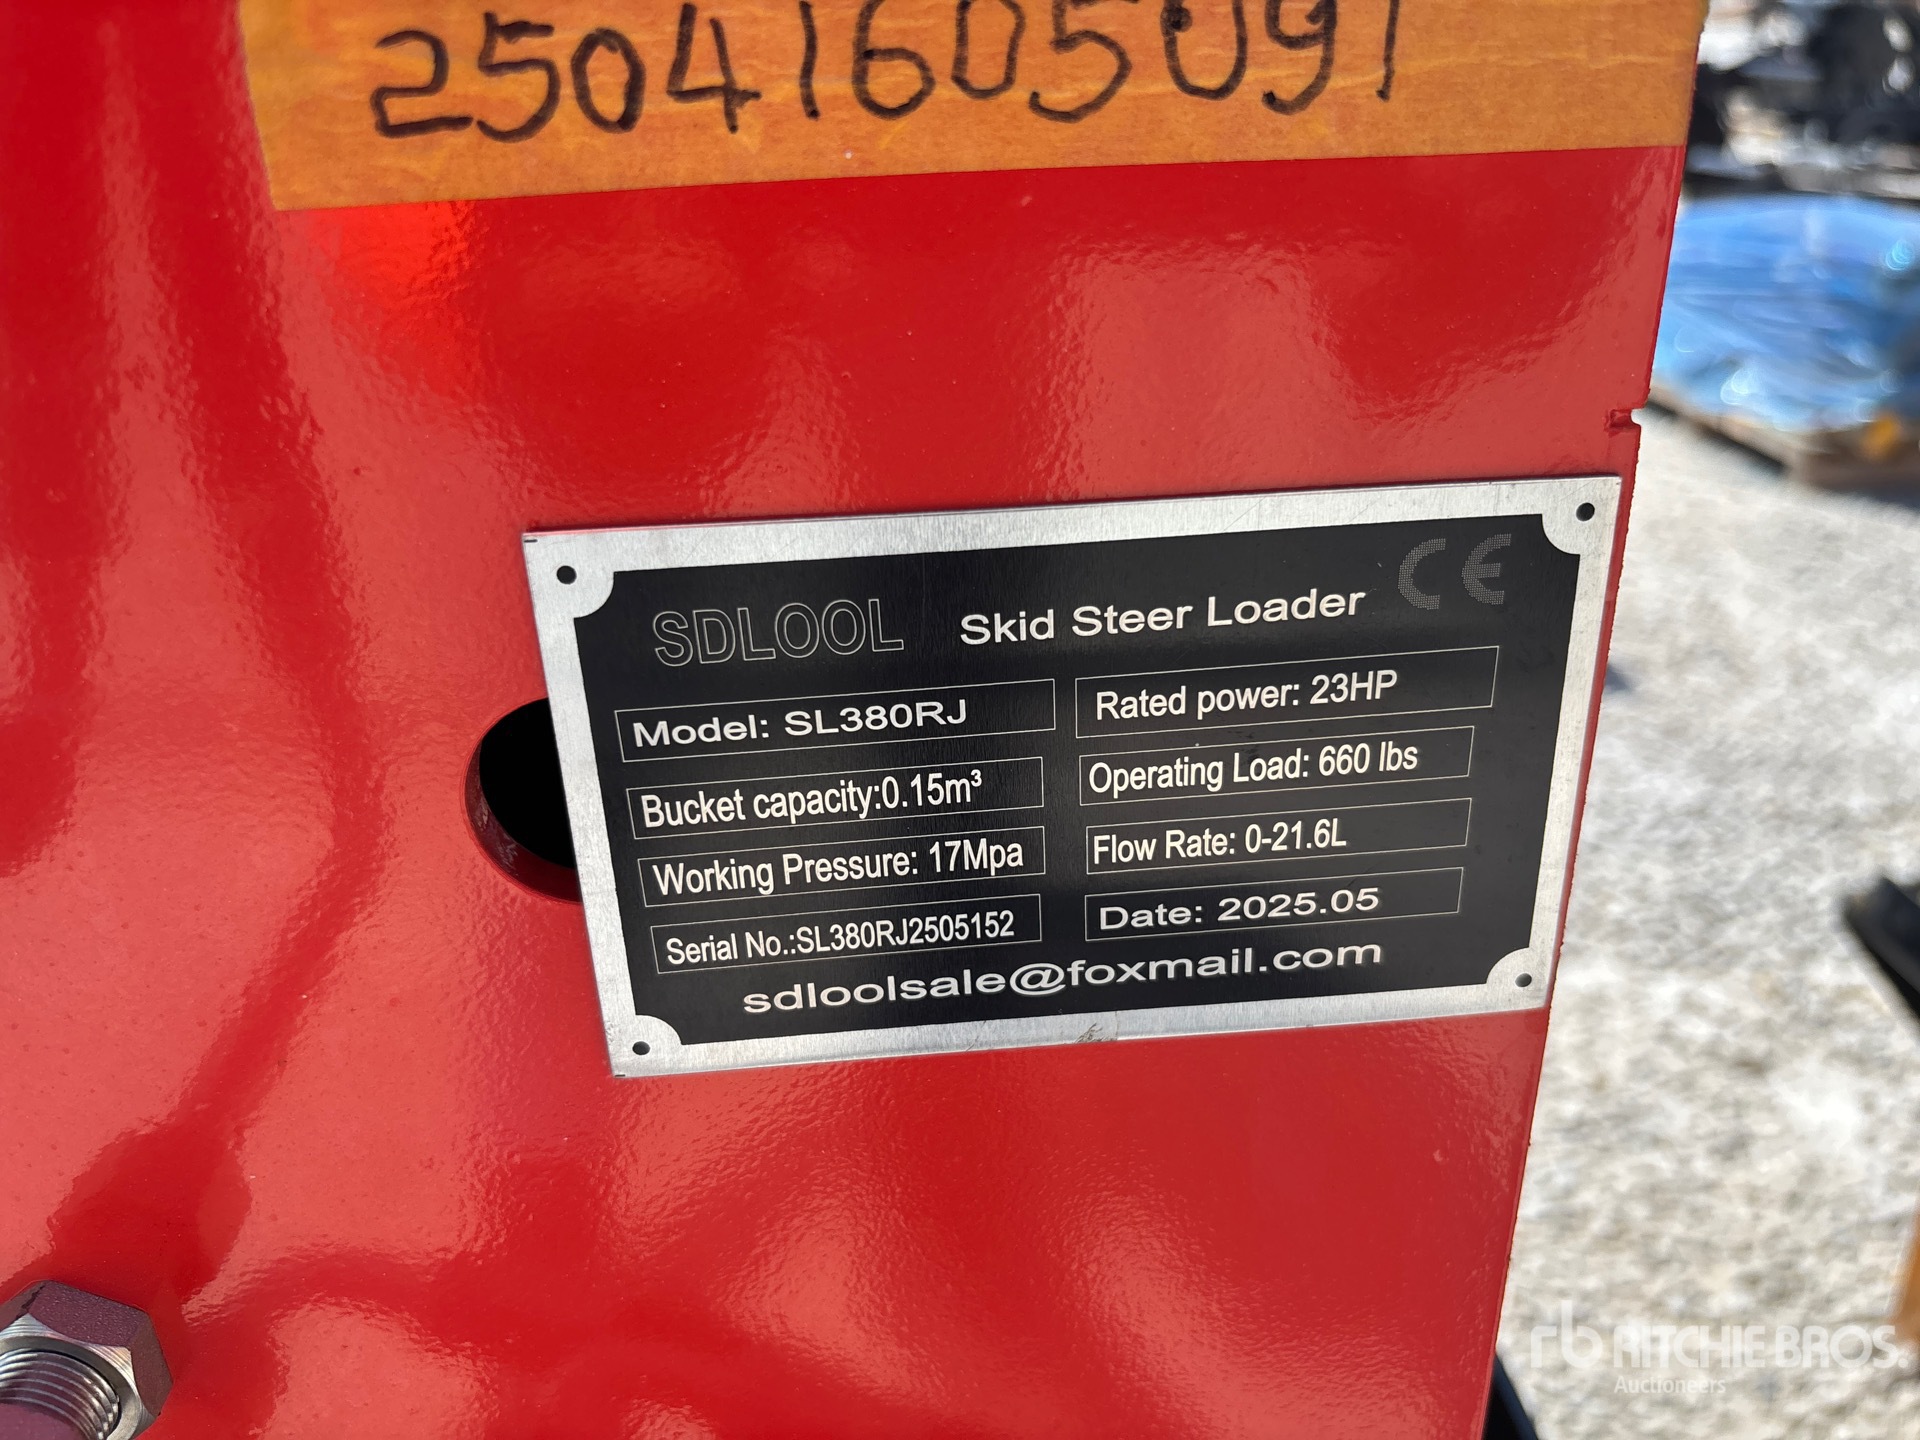 25041605091
SDLOOL Skid Steer Loader CE
Model: SL380RJ
Rated power: 23HP
Bucket capacity:0.15m³
Operating Load: 660 lbs
Working Pressure: 17Mpa
Flow Rate: 0-21.6L
Serial No.:SL380RJ2505152
Date: 2025.05
sdloolsale@foxmail.com
rb RITCHIE BROS.
Auctioneers